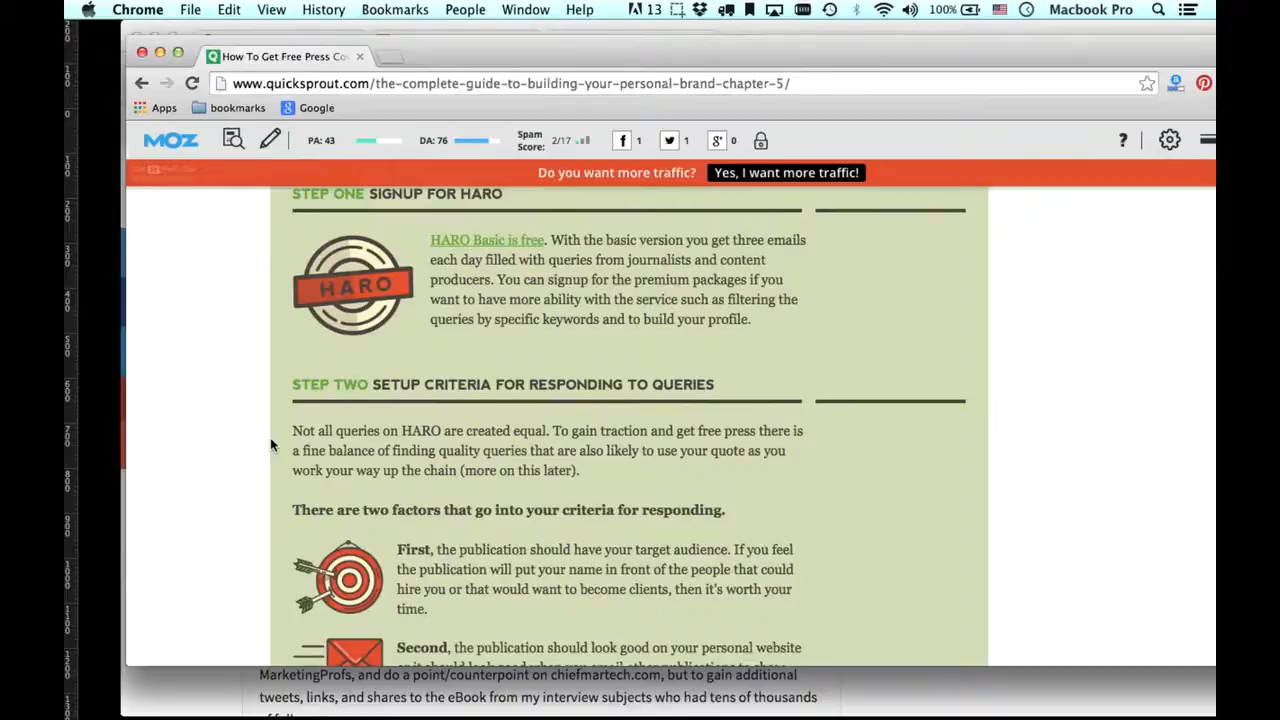 Chrome File Edit View History Bookmarks People Window Help 13 100% Macbook Pro
How To Get Free Press Co
www.quicksprout.com/the-complete-guide-to-building-your-personal-brand-chapter-5/
Apps bookmarks Google
MOZ PA: 43 DA: 76 Spam Score: 2/17 f 1 1 g+ 0 ?
Do you want more traffic? Yes, I want more traffic!
STEP ONE SIGNUP FOR HARO
HARO
HARO Basic is free. With the basic version you get three emails
each day filled with queries from journalists and content
producers. You can signup for the premium packages if you
want to have more ability with the service such as filtering the
queries by specific keywords and to build your profile.
STEP TWO SETUP CRITERIA FOR RESPONDING TO QUERIES
Not all queries on HARO are created equal. To gain traction and get free press there is
a fine balance of finding quality queries that are also likely to use your quote as you
work your way up the chain (more on this later).
There are two factors that go into your criteria for responding.
First, the publication should have your target audience. If you feel
the publication will put your name in front of the people that could
hire you or that would want to become clients, then it's worth your
time.
Second, the publication should look good on your personal website
MarketingProfs, and do a point/counterpoint on chiefmartech.com, but to gain additional
tweets, links, and shares to the eBook from my interview subjects who had tens of thousands